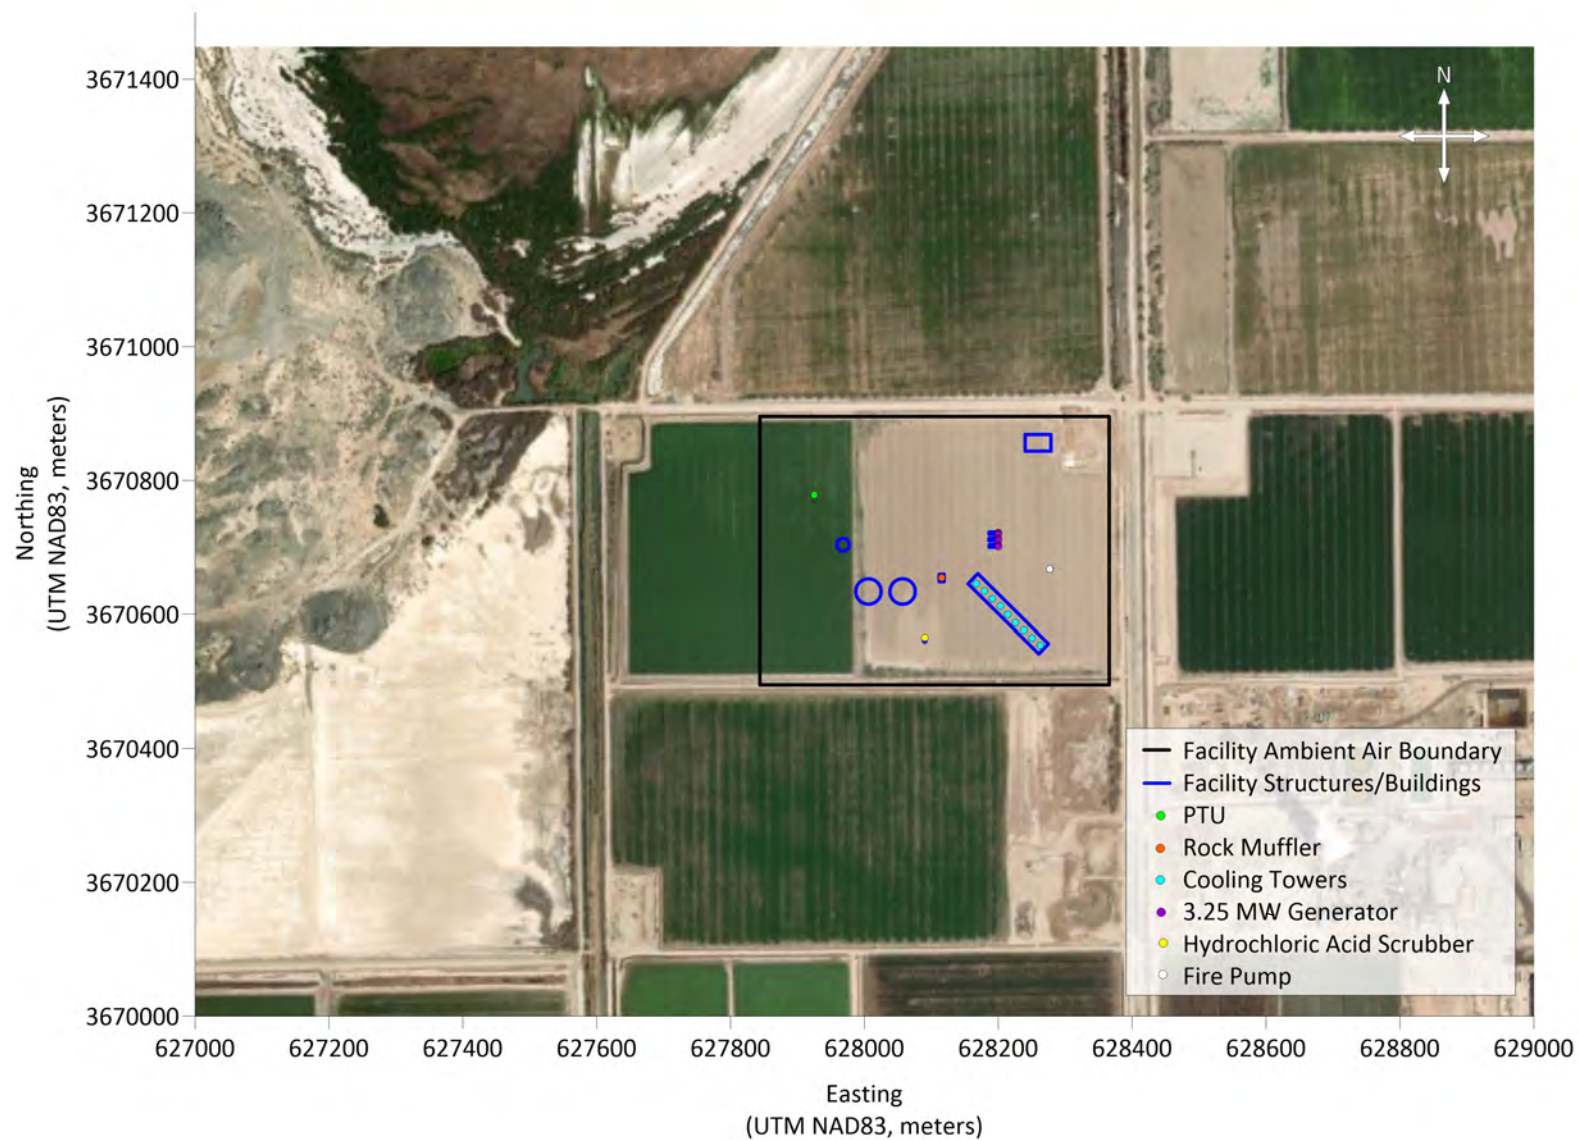 N
3671400
3671200
3671000
3670800
3670600
3670400
3670200
3670000
Northing
(UTM NAD83, meters)
Facility Ambient Air Boundary
Facility Structures/Buildings
PTU
Rock Muffler
Cooling Towers
3.25 MW Generator
Hydrochloric Acid Scrubber
Fire Pump
627000 627200 627400 627600 627800 628000 628200 628400 628600 628800 629000
Easting
(UTM NAD83, meters)